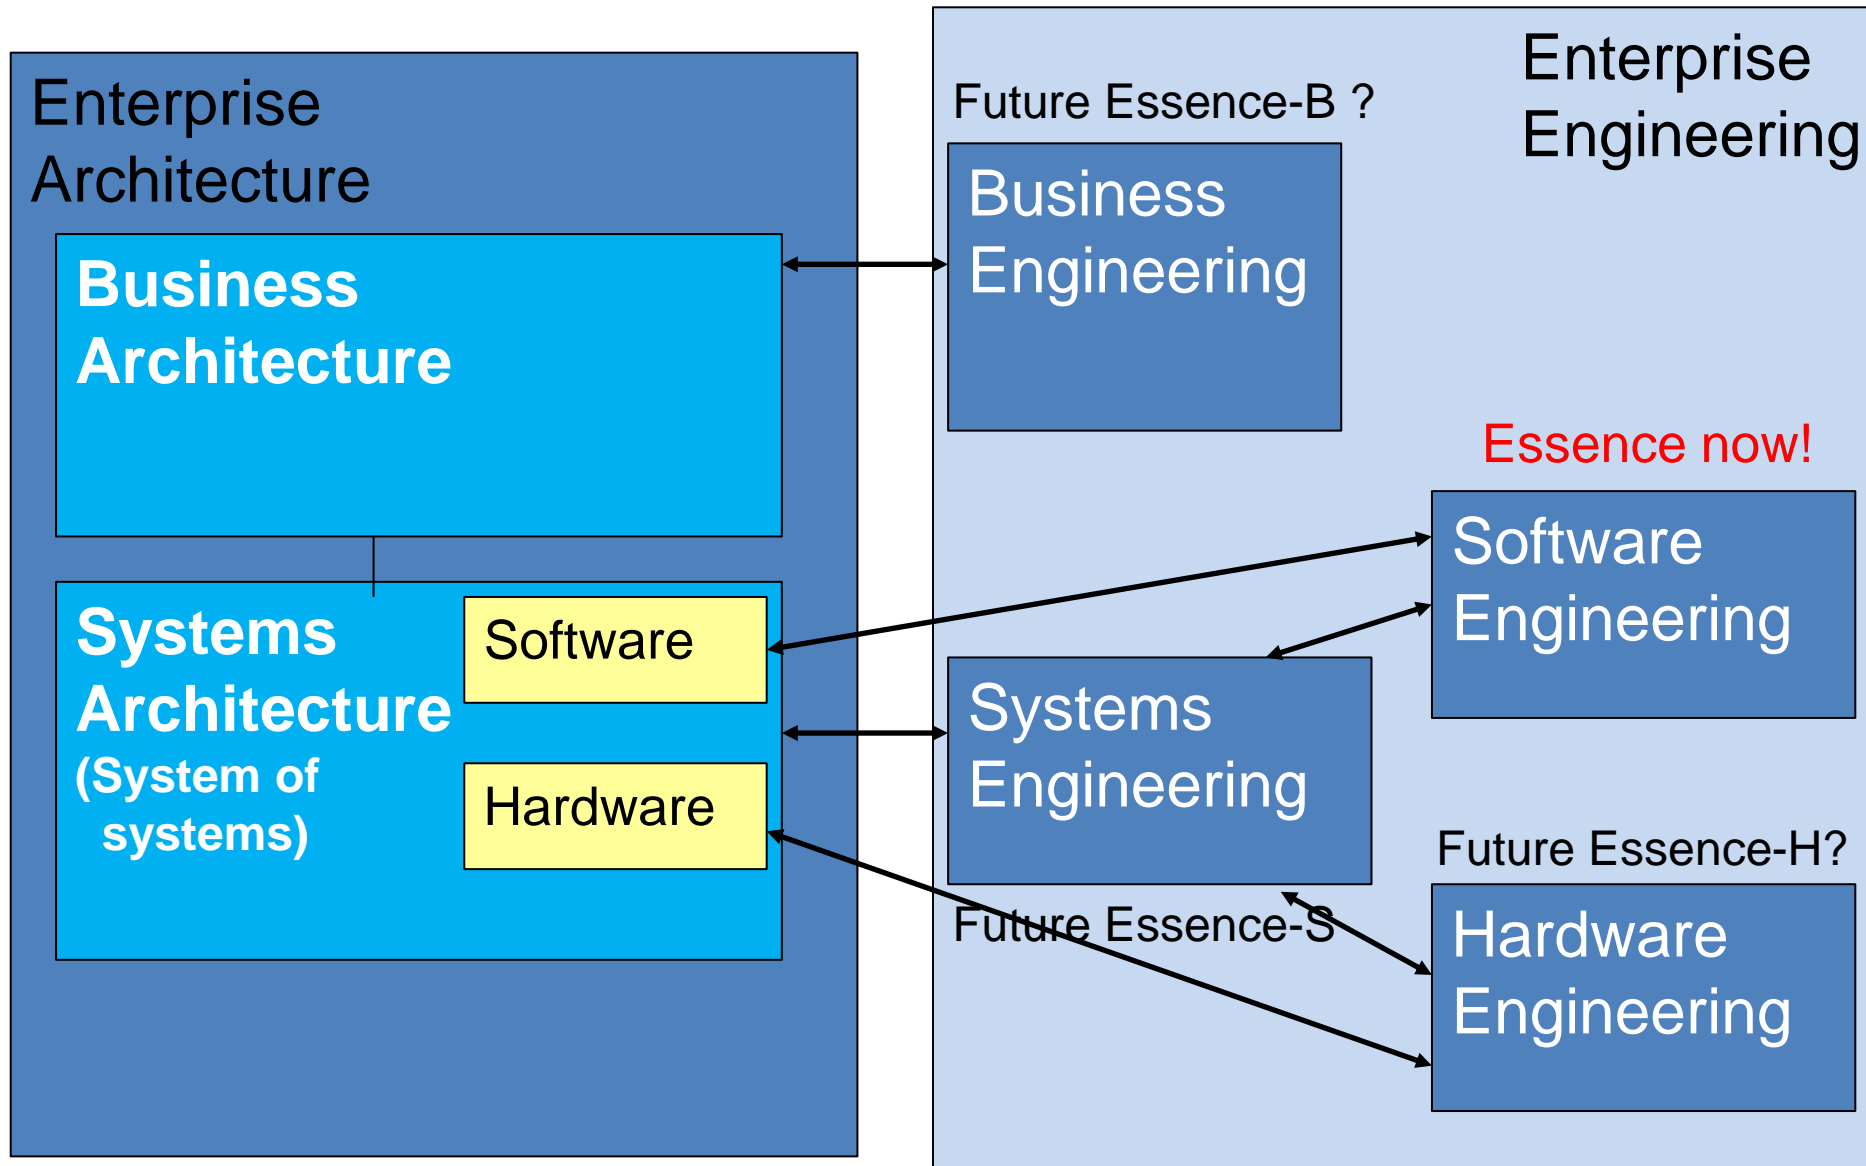 Enterprise
Architecture
Business
Architecture
Systems
Architecture
(System of
systems)
Software
Hardware
Enterprise
Engineering
Future Essence-B ?
Business
Engineering
Essence now!
Software
Engineering
Systems
Engineering
Future Essence-S
Future Essence-H?
Hardware
Engineering